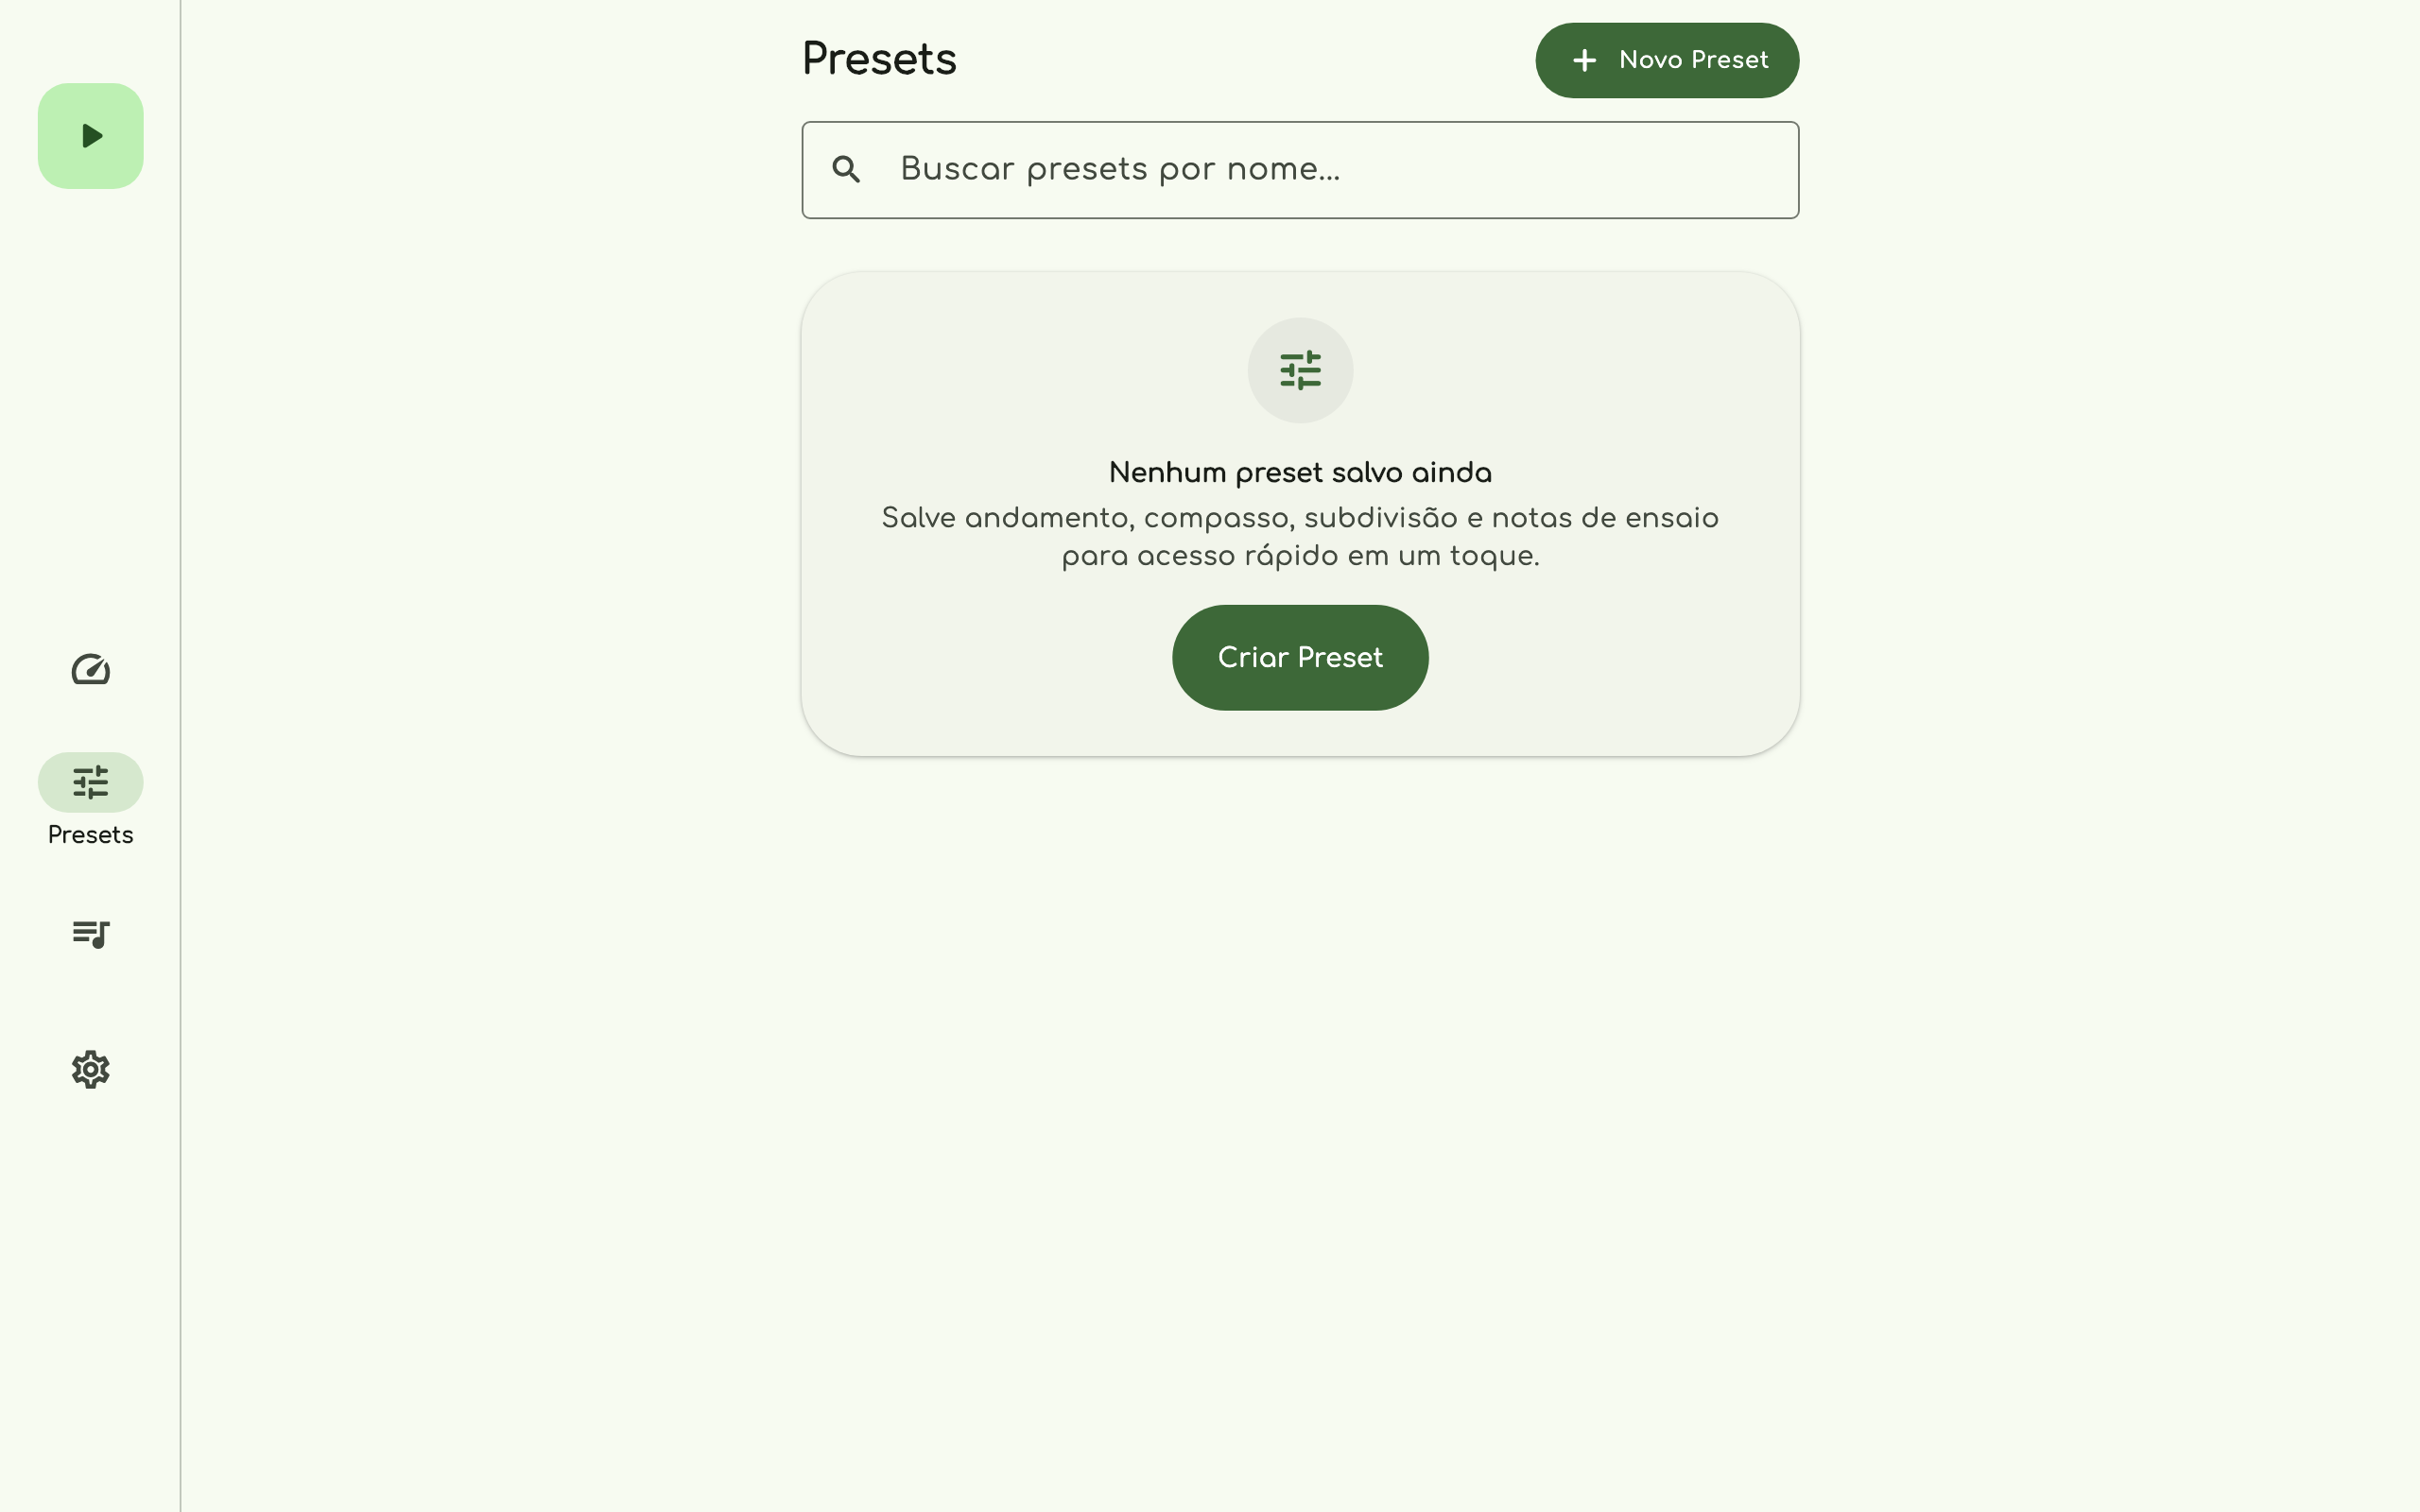 Presets
Novo Preset
Buscar presets por nome...
Nenhum preset salvo ainda
Salve andamento, compasso, subdivisão e notas de ensaio
para acesso rápido em um toque.
Criar Preset
Presets